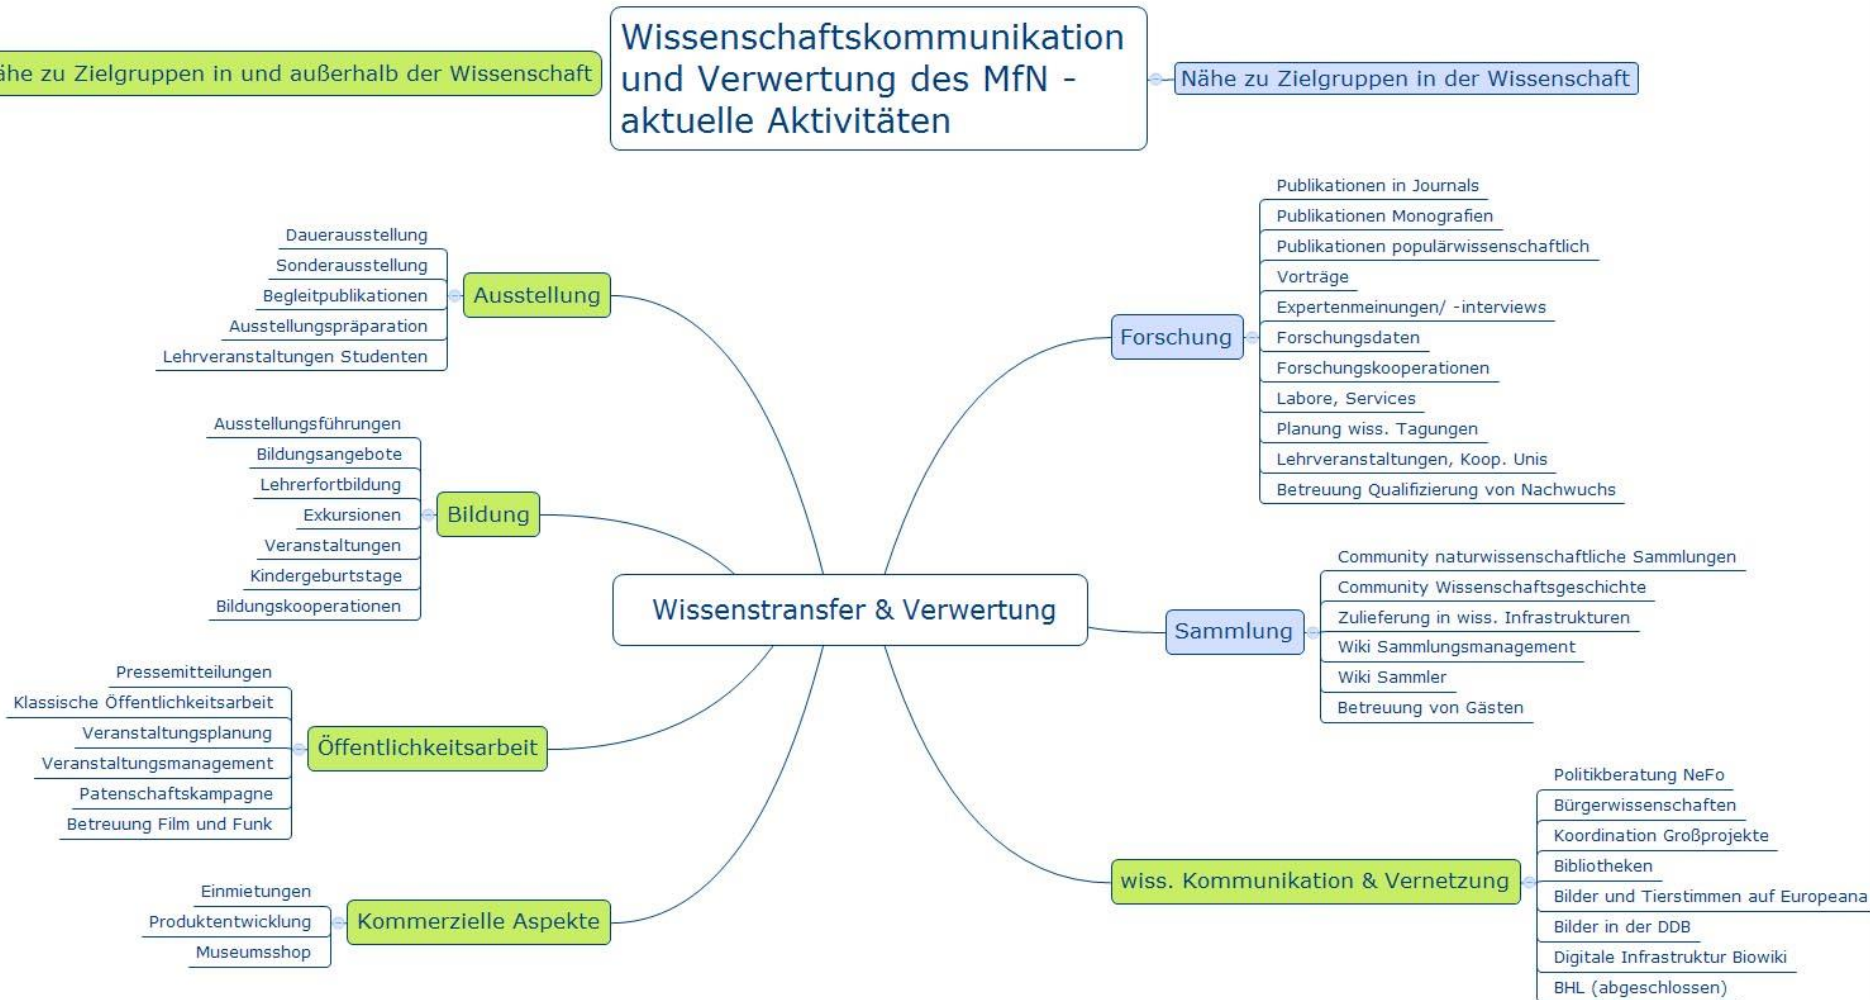 Wissenschaftskommunikation
und Verwertung des MfN -
aktuelle Aktivitäten
zu Zielgruppen in und außerhalb der Wissenschaft
Nähe zu Zielgruppen in der Wissenschaft
Dauerausstellung
Sonderausstellung
Begleitpublikationen
Ausstellungspräparation
Lehrveranstaltungen Studenten
Ausstellung
Ausstellungsführungen
Bildungsangebote
Lehrerfortbildung
Exkursionen
Veranstaltungen
Kindergeburtstage
Bildungskooperationen
Bildung
Pressemitteilungen
Klassische Öffentlichkeitsarbeit
Veranstaltungsplanung
Veranstaltungsmanagement
Patenschaftskampagne
Betreuung Film und Funk
Öffentlichkeitsarbeit
Einmietungen
Produktentwicklung
Museumsshop
Kommerzielle Aspekte
Wissenstransfer & Verwertung
Forschung
Publikationen in Journals
Publikationen Monografien
Publikationen populärwissenschaftlich
Vorträge
Expertenmeinungen/ -interviews
Forschungsdaten
Forschungskooperationen
Labore, Services
Planung wiss. Tagungen
Lehrveranstaltungen, Koop. Unis
Betreuung Qualifizierung von Nachwuchs
Sammlung
Community naturwissenschaftliche Sammlungen
Community Wissenschaftsgeschichte
Zulieferung in wiss. Infrastrukturen
Wiki Sammlungsmanagement
Wiki Sammler
Betreuung von Gästen
wiss. Kommunikation & Vernetzung
Politikberatung NeFo
Bürgerwissenschaften
Koordination Großprojekte
Bibliotheken
Bilder und Tierstimmen auf Europeana
Bilder in der DDB
Digitale Infrastruktur Biowiki
BHL (abgeschlossen)